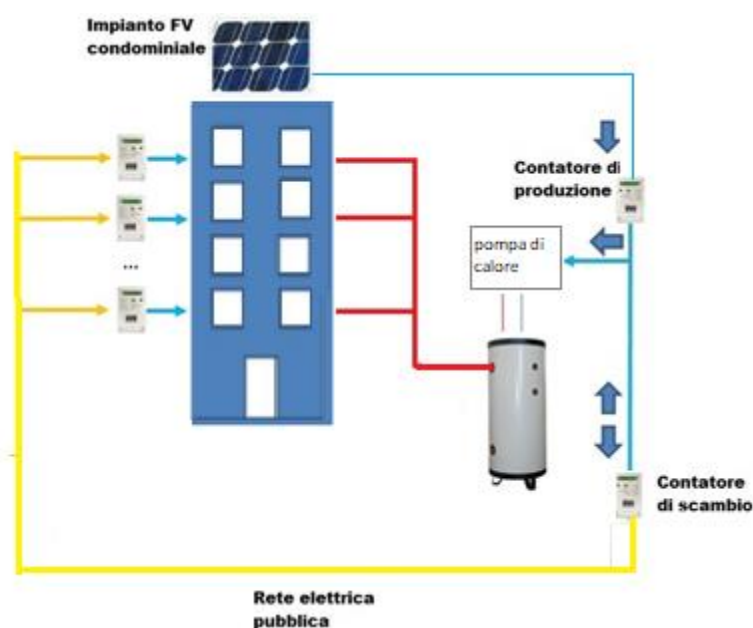 Impianto FV
condominiale
Contatore di
produzione
pompa di
calore
...
Contatore
di scambio
Rete elettrica
pubblica